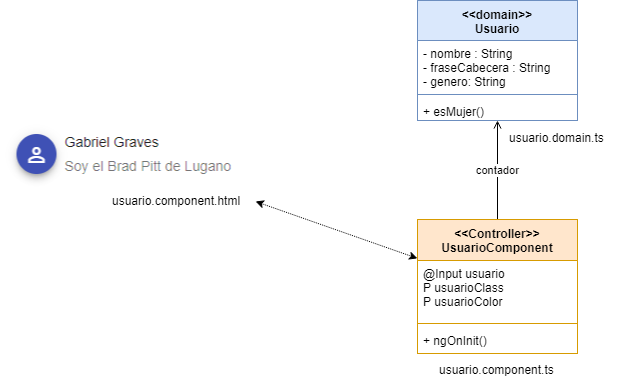 <<domain>>
Usuario
- nombre : String
- fraseCabecera : String
- genero: String
+ esMujer()
usuario.domain.ts
Gabriel Graves
Soy el Brad Pitt de Lugano
contador
usuario.component.html
<<Controller>>
UsuarioComponent
@Input usuario
P usuarioClass
P usuarioColor
+ ngOnInit()
usuario.component.ts